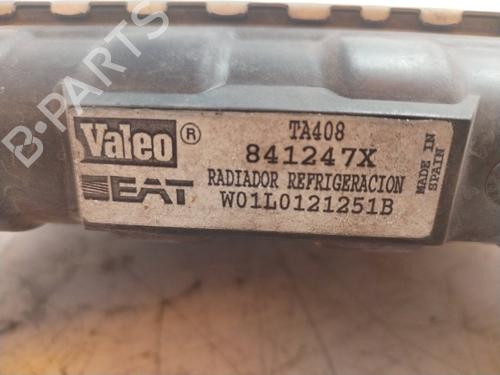 Valeo ® TA408
841247X
SEAT RADIADOR REFRIGERACION
W01L0121251B
MADE IN
SPAIN
B-PARTS